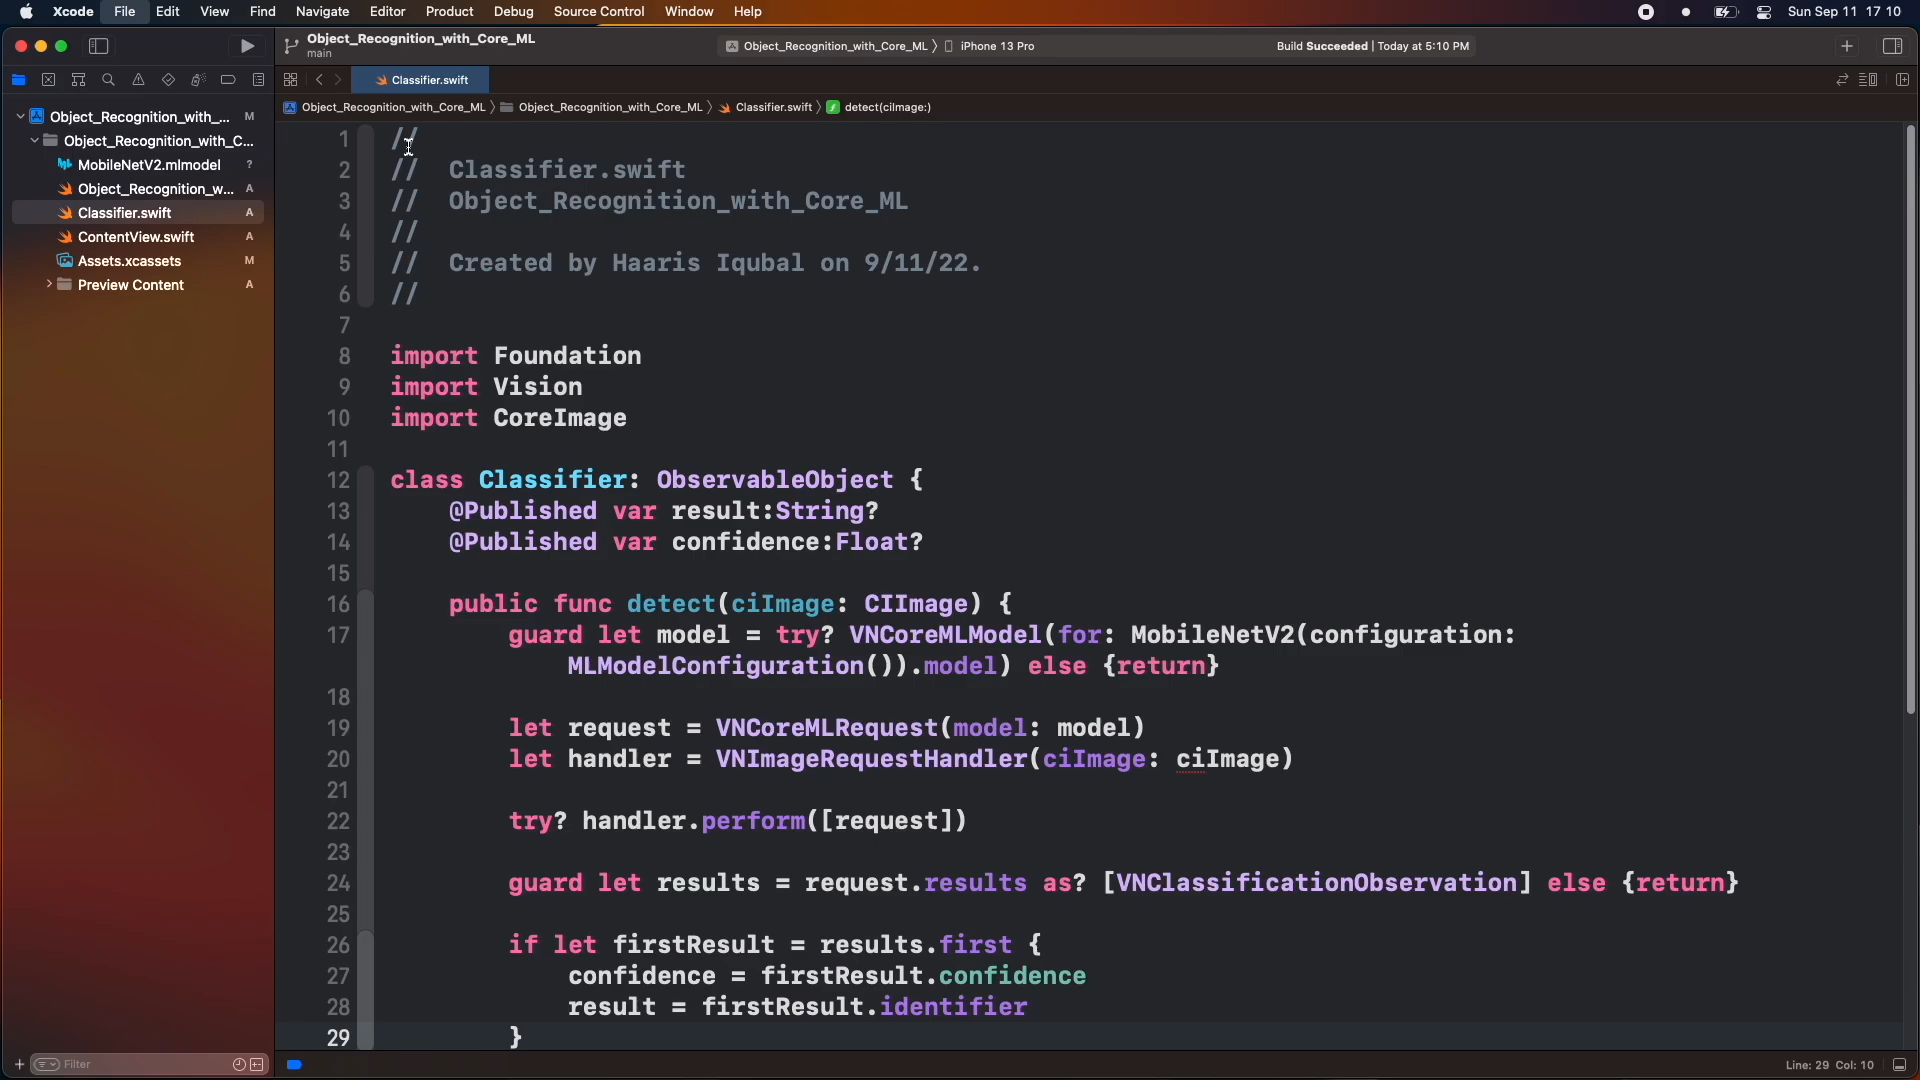 Xcode File Edit View Find Navigate Editor Product Debug Source Control Window Help Sun Sep 11 17 10
Object_Recognition_with_Core_ML
main
Object_Recognition_with_Core_ML iPhone 13 Pro Build Succeeded | Today at 5:10 PM
Classifier.swift
Object_Recognition_with_Core_ML Object_Recognition_with_Core_ML Classifier.swift detect(ciImage:)
Object_Recognition_with_... M
Object_Recognition_with_C...
MobileNetV2.mlmodel ?
Object_Recognition_w... A
Classifier.swift A
ContentView.swift A
Assets.xcassets M
Preview Content A
1 //
2 // Classifier.swift
3 // Object_Recognition_with_Core_ML
4 //
5 // Created by Haaris Iqubal on 9/11/22.
6 //
7
8 import Foundation
9 import Vision
10 import CoreImage
11
12 class Classifier: ObservableObject {
13 @Published var result:String?
14 @Published var confidence:Float?
15
16 public func detect(ciImage: CIImage) {
17 guard let model = try? VNCoreMLModel(for: MobileNetV2(configuration:
MLModelConfiguration()).model) else {return}
18
19 let request = VNCoreMLRequest(model: model)
20 let handler = VNImageRequestHandler(ciImage: ciImage)
21
22 try? handler.perform([request])
23
24 guard let results = request.results as? [VNClassificationObservation] else {return}
25
26 if let firstResult = results.first {
27 confidence = firstResult.confidence
28 result = firstResult.identifier
29 }
Filter
Line: 29 Col: 10